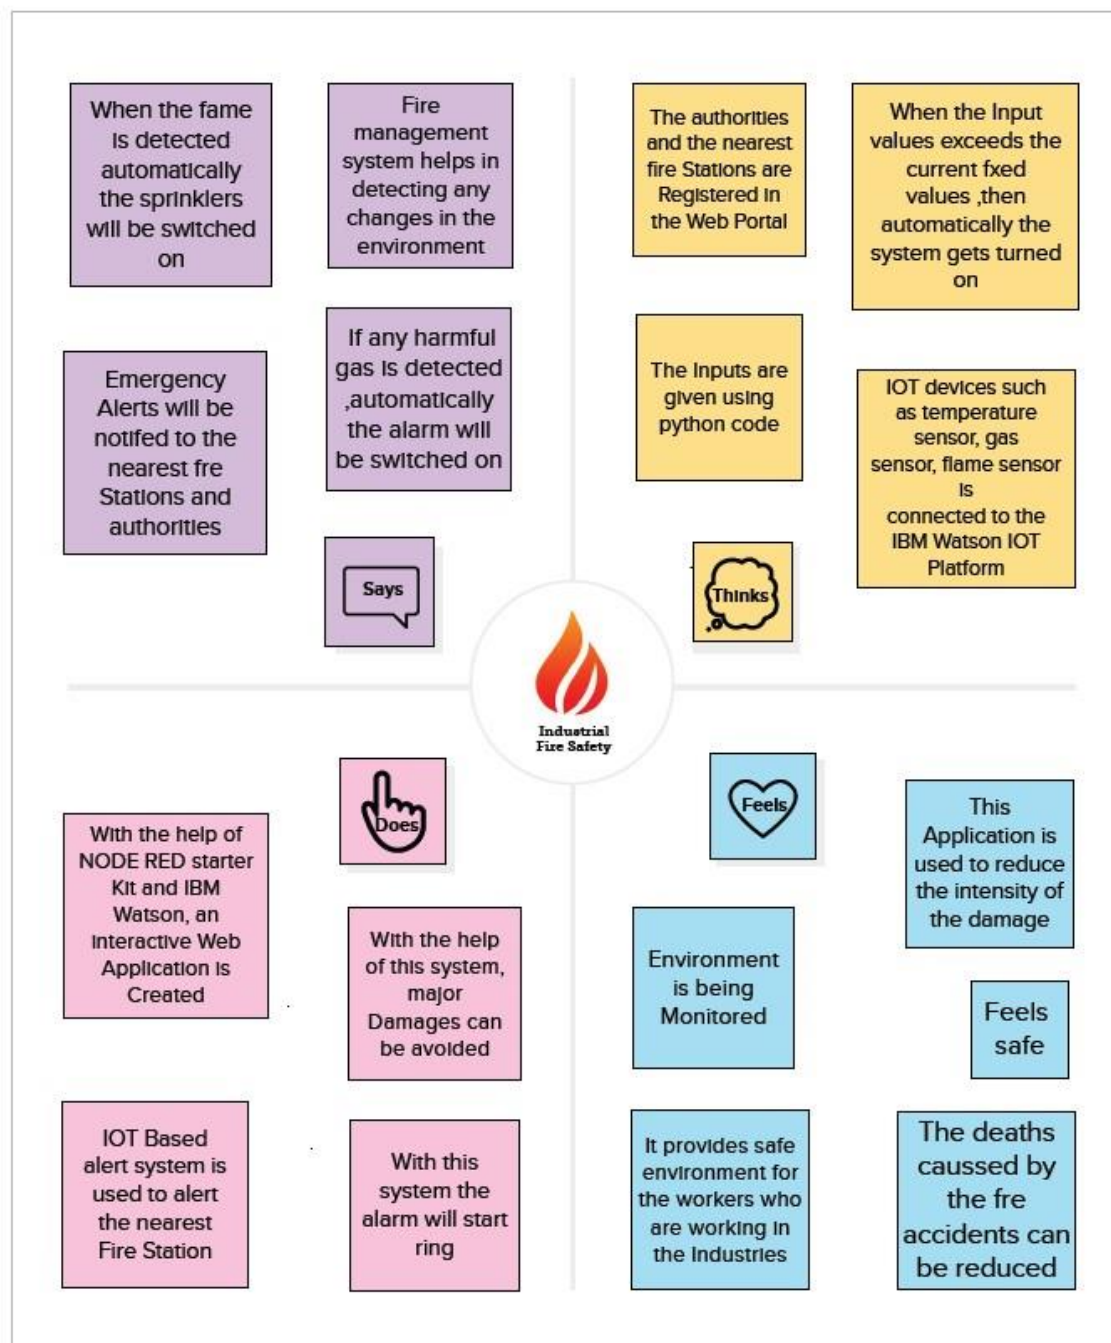 When the fame
is detected
automatically
the sprinklers
will be switched
on
Fire
management
system helps in
detecting any
changes in the
environment
Emergency
Alerts will be
notifed to the
nearest fre
Stations and
authorities
If any harmful
gas is detected
,automatically
the alarm will
be switched on
Says
The authorities
and the nearest
fire Stations are
Registered in
the Web Portal
When the Input
values exceeds the
current fxed
values ,then
automatically the
system gets turned
on
The Inputs are
given using
python code
IOT devices such
as temperature
sensor, gas
sensor, flame sensor
is
connected to the
IBM Watson IOT
Platform
Thinks
Industrial
Fire Safety
Does
With the help of
NODE RED starter
Kit and IBM
Watson, an
interactive Web
Application is
Created
With the help
of this system,
major
Damages can
be avoided
IOT Based
alert system is
used to alert
the nearest
Fire Station
With this
system the
alarm will start
ring
Feels
This
Application is
used to reduce
the intensity of
the damage
Environment
is being
Monitored
Feels
safe
It provides safe
environment for
the workers who
are working in
the Industries
The deaths
caussed by
the fre
accidents can
be reduced